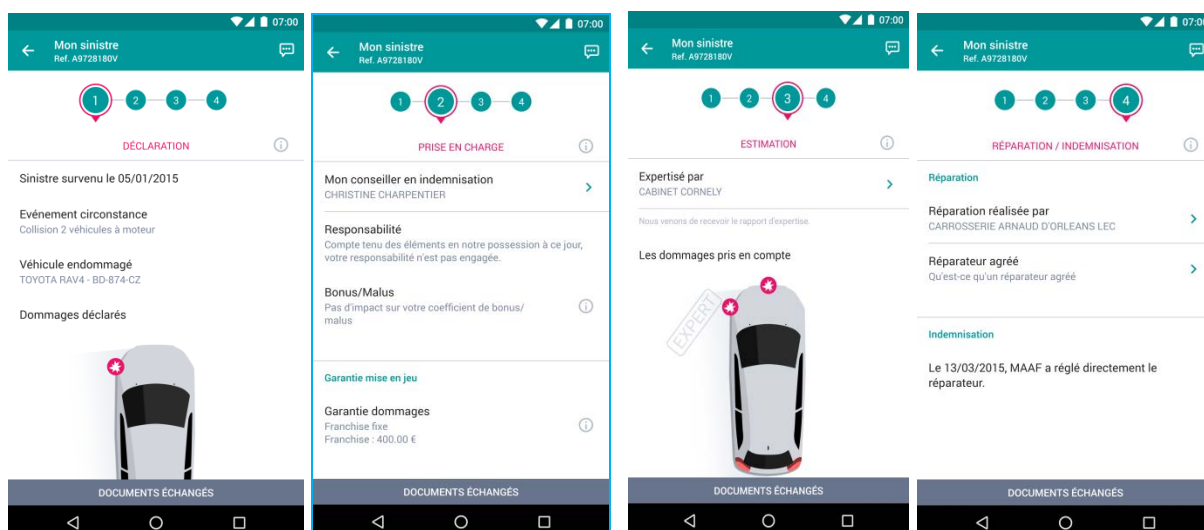 07:00
Mon sinistre
Ref. A9728180V
1
2
3
4
DÉCLARATION
Sinistre survenu le 05/01/2015
Evénement circonstance
Collision 2 véhicules à moteur
Véhicule endommagé
TOYOTA RAV4 - BD-874-CZ
Dommages déclarés
DOCUMENTS ÉCHANGÉS
07:00
Mon sinistre
Ref. A9728180V
1
2
3
4
PRISE EN CHARGE
Mon conseiller en indemnisation
CHRISTINE CHARPENTIER
Responsabilité
Compte tenu des éléments en notre possession à ce jour,
votre responsabilité n'est pas engagée.
Bonus/Malus
Pas d'impact sur votre coefficient de bonus/
malus
Garantie mise en jeu
Garantie dommages
Franchise fixe
Franchise : 400.00 €
DOCUMENTS ÉCHANGÉS
07:00
Mon sinistre
Ref. A9728180V
1
2
3
4
ESTIMATION
Expertisé par
CABINET CORNELY
Nous venons de recevoir le rapport d'expertise.
Les dommages pris en compte
EXPERT
DOCUMENTS ÉCHANGÉS
07:00
Mon sinistre
Ref. A9728180V
1
2
3
4
RÉPARATION / INDEMNISATION
Réparation
Réparation réalisée par
CARROSSERIE ARNAUD D'ORLEANS LEC
Réparateur agréé
Qu'est-ce qu'un réparateur agréé
Indemnisation
Le 13/03/2015, MAAF a réglé directement le
réparateur.
DOCUMENTS ÉCHANGÉS